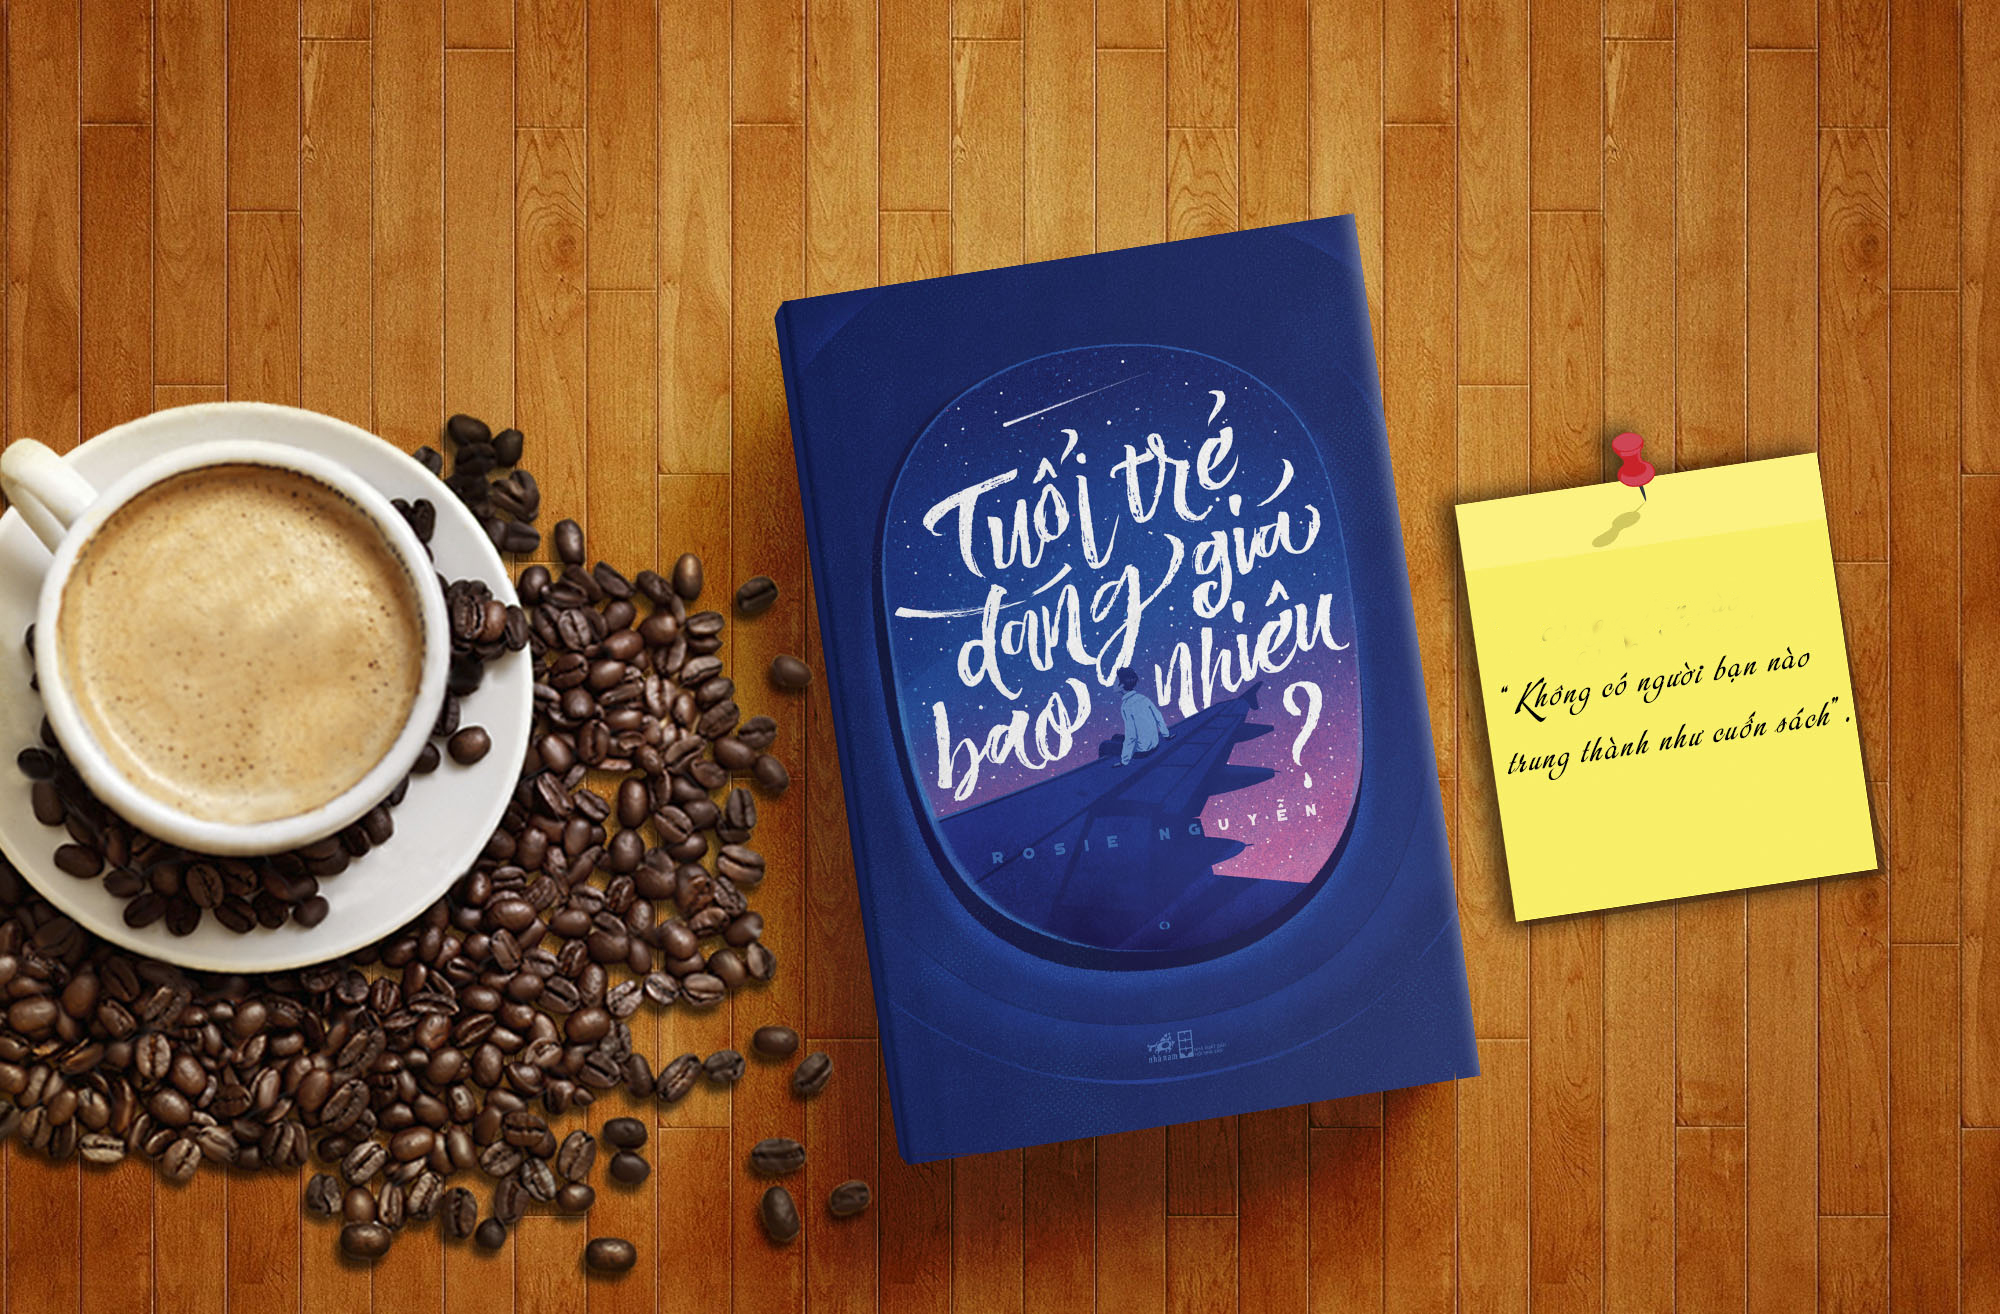 Tuổi trẻ
đáng giá
bao nhiêu
?
ROSIE NGUYỄN
nhã nam
“Không có người bạn nào
trung thành như cuốn sách”.